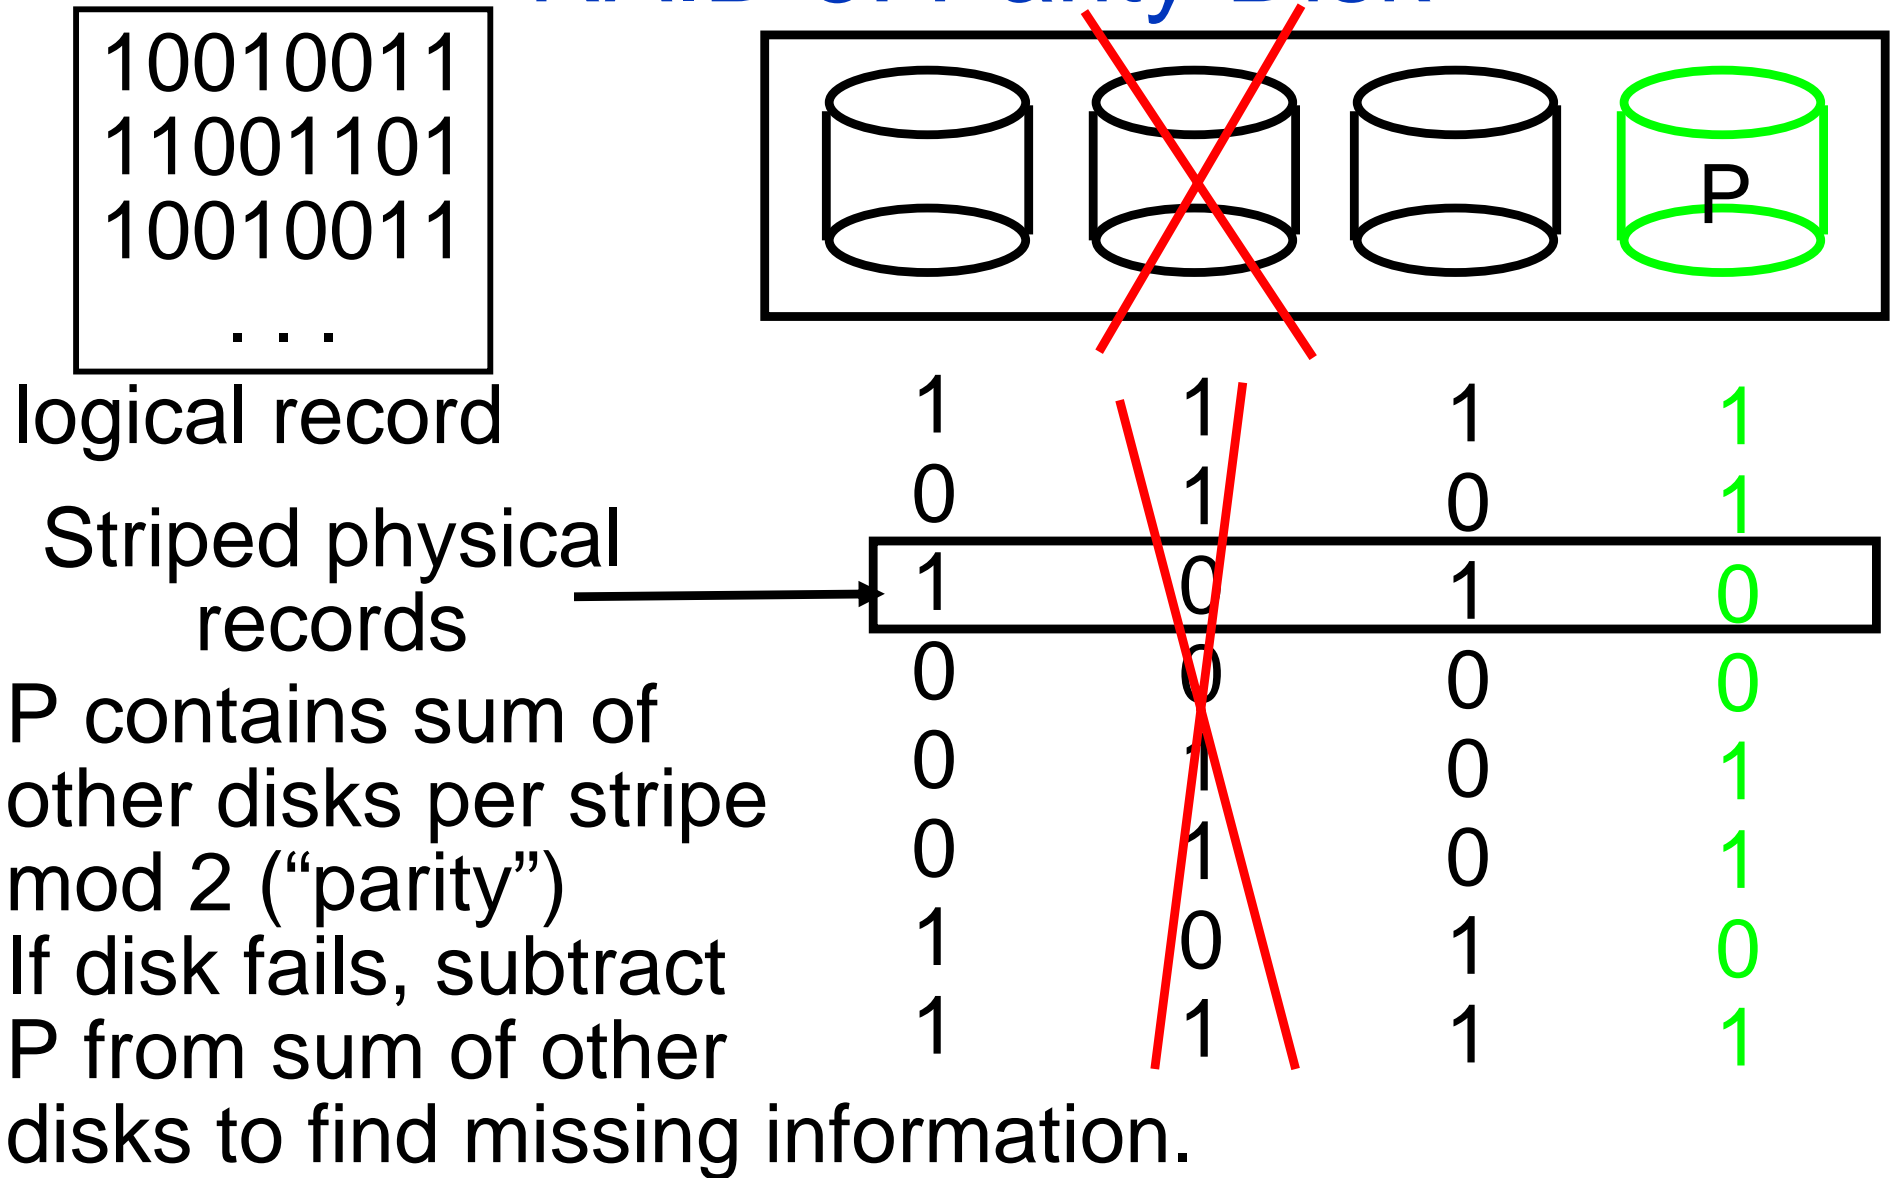 RAID Parity Disk
10010011
11001101
10010011
. . .
logical record
P
Striped physical
records
P contains sum of
other disks per stripe
mod 2 (“parity”)
If disk fails, subtract
P from sum of other
disks to find missing information.
1 1 1 1
0 1 0 1
1 0 1 0
0 0 0 0
0 1 0 1
0 1 0 1
1 0 1 0
1 1 1 1